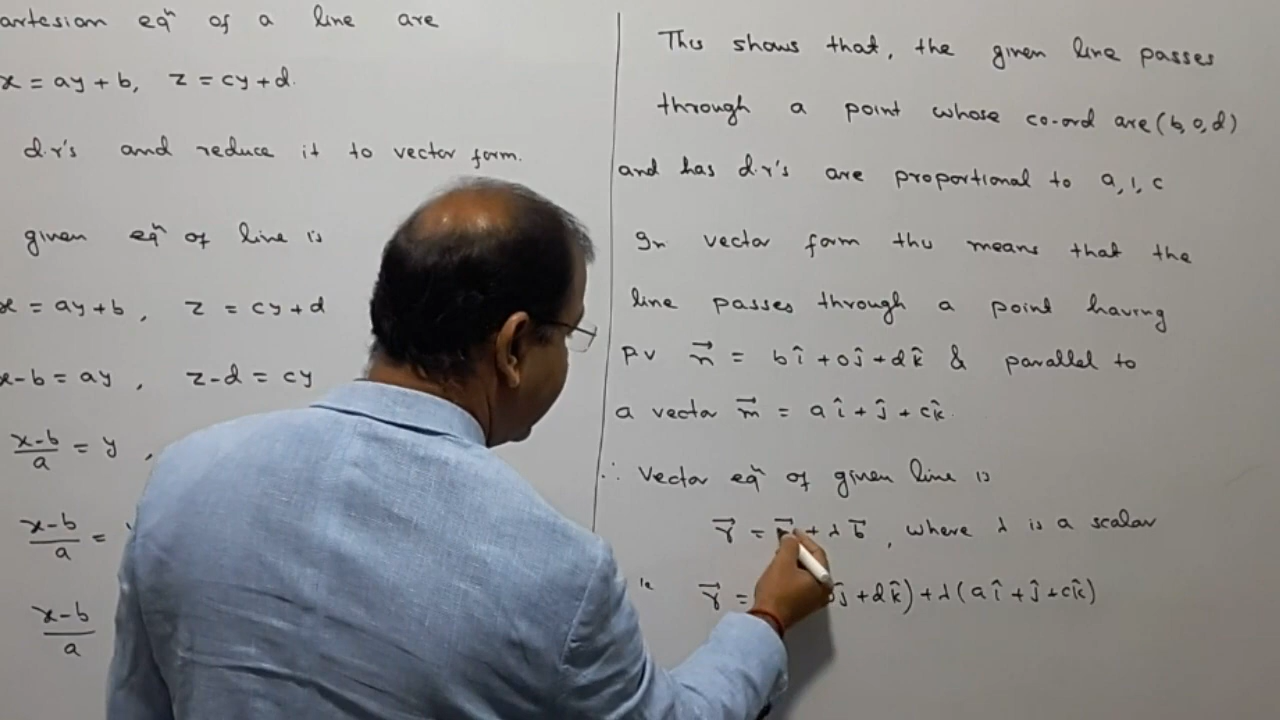 artesian eqⁿ of a line are
x = ay + b, z = cy + d.
d.r's and reduce it to vector form.
given eqⁿ of line is
x = ay + b, z = cy + d
x-b = ay, z-d = cy
x-b/a = y,
x-b/a =
x-b/a
This shows that, the given line passes
through a point whose co-ord are (b, 0, d)
and has d.r's are proportional to a, 1, c
In vector form this means that the
line passes through a point having
pv n⃗ = bî + 0ĵ + dk̂ & parallel to
a vector m⃗ = aî + ĵ + ck̂.
∴ Vector eqⁿ of given line is
r⃗ = + λ b⃗, where λ is a scalar
ie r⃗ = ĵ + dk̂) + λ(aî + ĵ + ck̂)